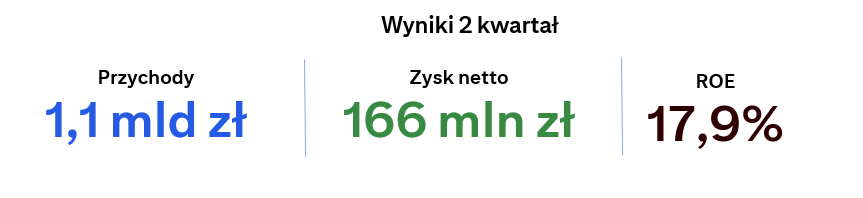 Wyniki 2 kwartał
Przychody
1,1 mld zł
Zysk netto
166 mln zł
ROE
17,9%